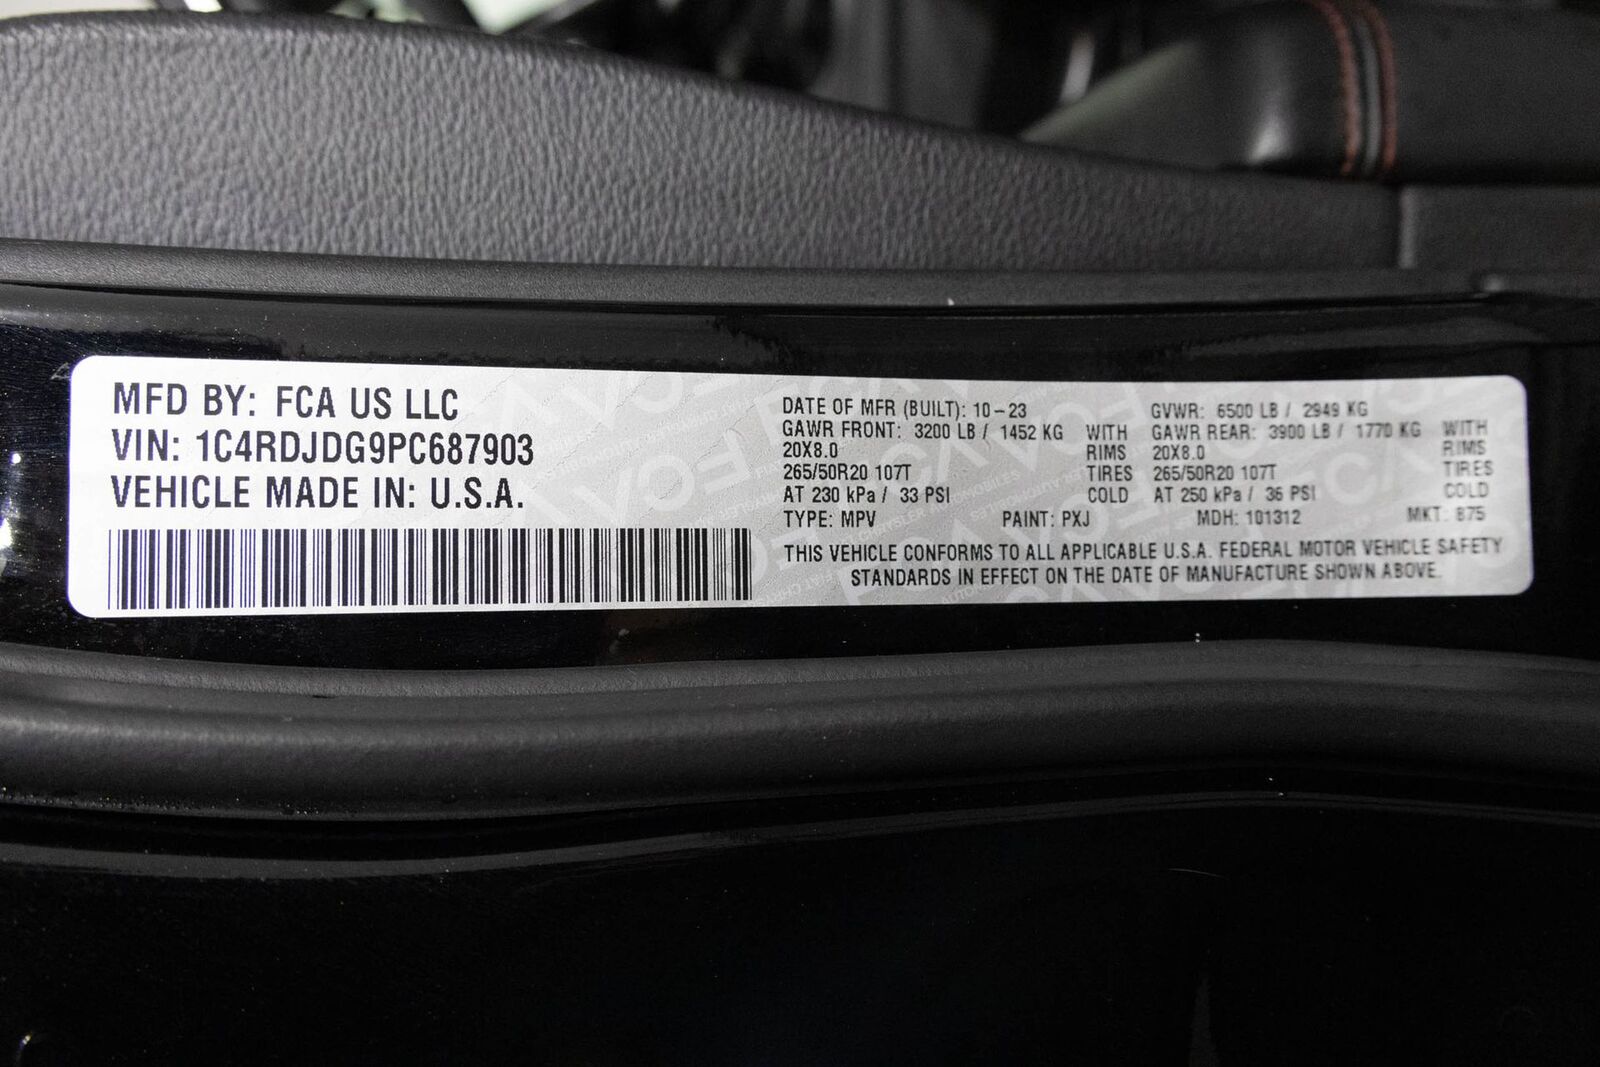 MFD BY: FCA US LLC
VIN: 1C4RDJDG9PC687903
VEHICLE MADE IN: U.S.A.
DATE OF MFR (BUILT): 10-23 GVWR: 6500 LB / 2949 KG
GAWR FRONT: 3200 LB / 1452 KG WITH GAWR REAR: 3900 LB / 1770 KG WITH
20X8.0 RIMS 20X8.0 RIMS
265/50R20 107T TIRES 265/50R20 107T TIRES
AT 230 kPa / 33 PSI COLD AT 250 kPa / 36 PSI COLD
TYPE: MPV PAINT: PXJ MDH: 101312 MKT: B75
THIS VEHICLE CONFORMS TO ALL APPLICABLE U.S.A. FEDERAL MOTOR VEHICLE SAFETY
STANDARDS IN EFFECT ON THE DATE OF MANUFACTURE SHOWN ABOVE.